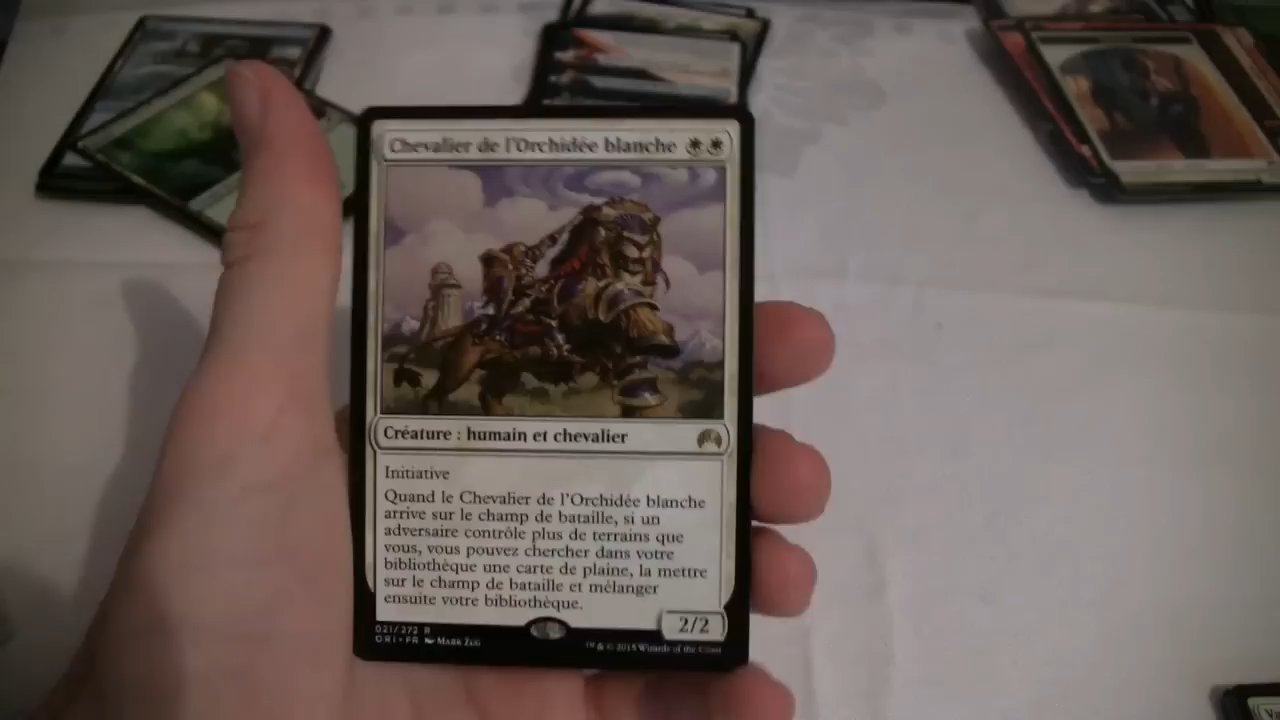 Chevalier de l'Orchidée blanche
Créature : humain et chevalier
Initiative
Quand le Chevalier de l'Orchidée blanche
arrive sur le champ de bataille, si un
adversaire contrôle plus de terrains que
vous, vous pouvez chercher dans votre
bibliothèque une carte de plaine, la mettre
sur le champ de bataille et mélanger
ensuite votre bibliothèque.
2/2
021/272 R
ORI • FR Mark Zug
™ & © 2015 Wizards of the Coast